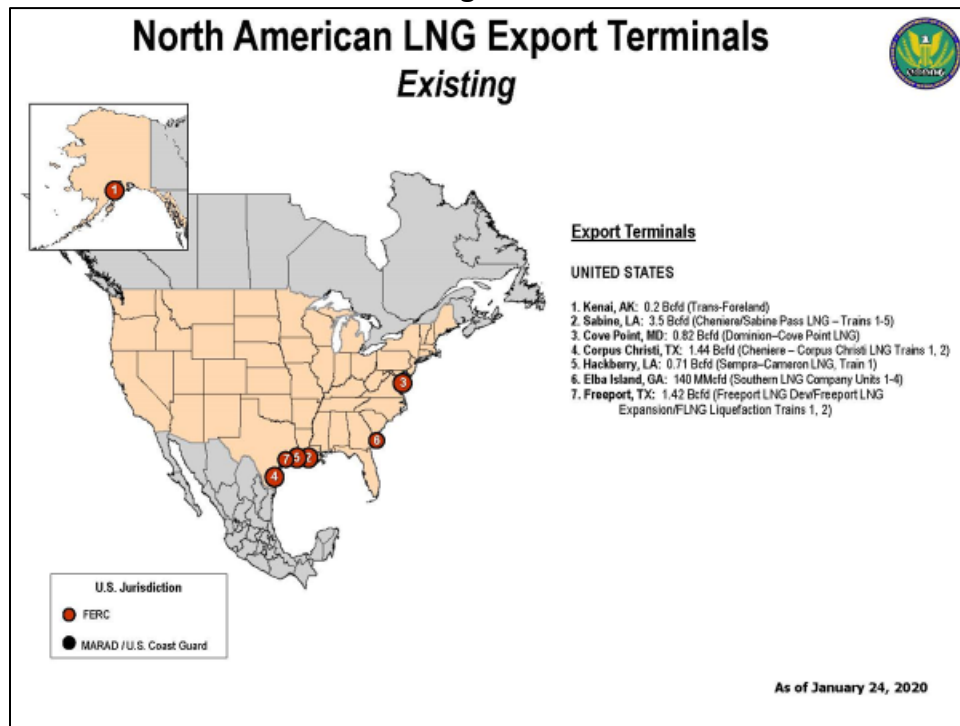 North American LNG Export Terminals
Existing
1
Export Terminals
UNITED STATES
1. Kenai, AK: 0.2 Bcfd (Trans-Foreland)
2. Sabine, LA: 3.5 Bcfd (Cheniere/Sabine Pass LNG – Trains 1-5)
3. Cove Point, MD: 0.82 Bcfd (Dominion–Cove Point LNG)
4. Corpus Christi, TX: 1.44 Bcfd (Cheniere – Corpus Christi LNG Trains 1, 2)
5. Hackberry, LA: 0.71 Bcfd (Sempra–Cameron LNG, Train 1)
6. Elba Island, GA: 140 MMcfd (Southern LNG Company Units 1-4)
7. Freeport, TX: 1.42 Bcfd (Freeport LNG Dev/Freeport LNG
Expansion/FLNG Liquefaction Trains 1, 2)
3
6
7 5 2
4
U.S. Jurisdiction
FERC
MARAD / U.S. Coast Guard
As of January 24, 2020